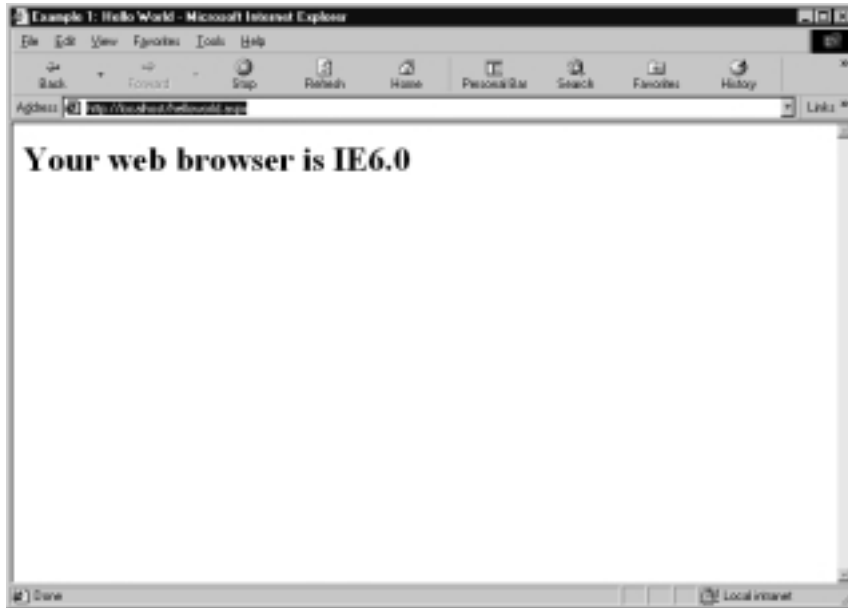 Example 1: Hello World - Microsoft Internet Explorer
File Edit View Favorites Tools Help
Back Forward Stop Refresh Home Personal Bar Search Favorites History
Address http://localhost/helloworld.aspx Links
Your web browser is IE6.0
Done Local intranet